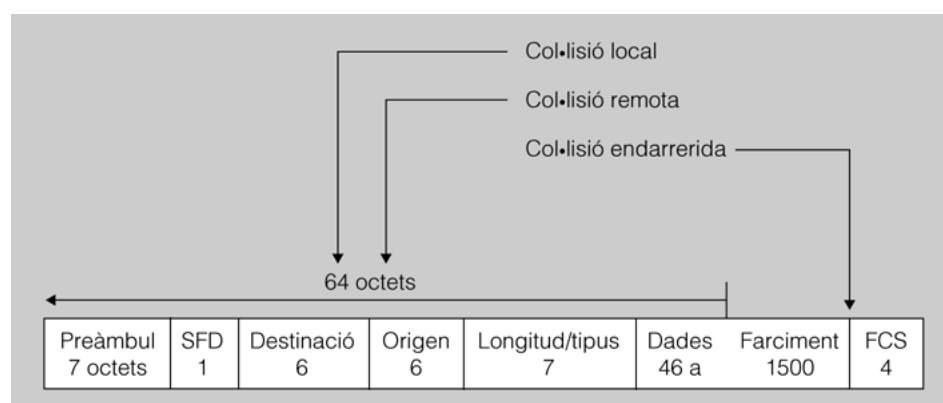 Col•lisió local
Col•lisió remota
Col•lisió endarrerida
64 octets
Preàmbul SFD Destinació Origen Longitud/tipus Dades Farciment FCS
7 octets 1 6 6 7 46 a 1500 4